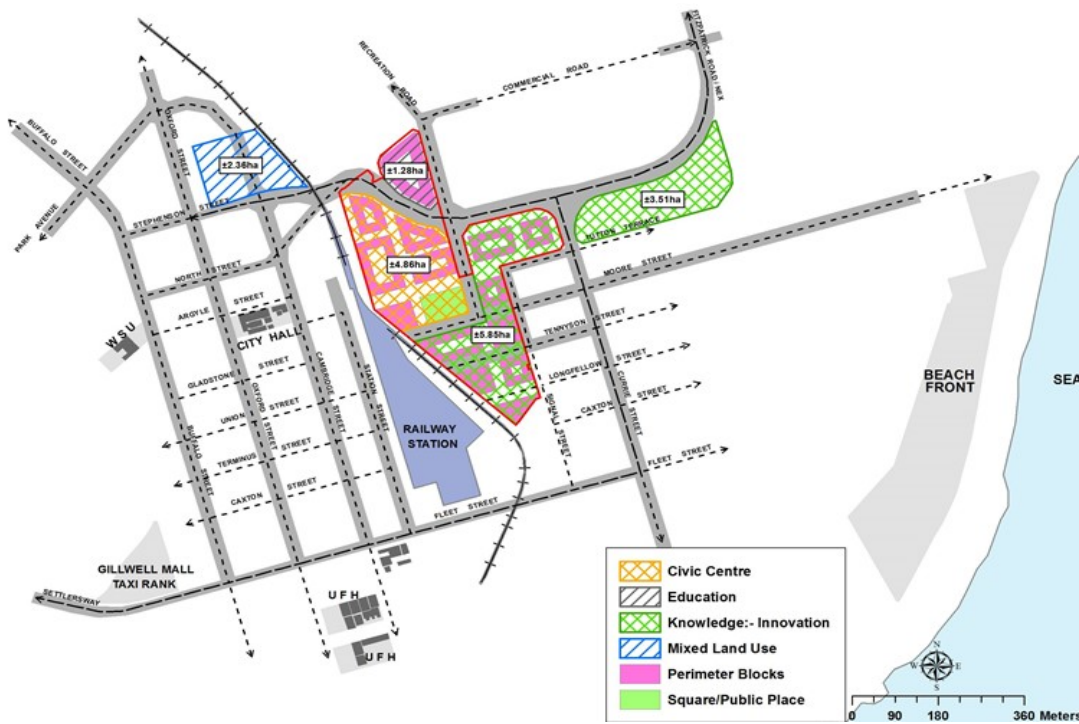 FITZPATRICK ROAD / NEX
RECREATION ROAD
COMMERCIAL ROAD
BUFFALO STREET
OXFORD STREET
±2.36ha
±1.28ha
±3.51ha
PARK AVENUE
STEPHENSON STREET
±4.86ha
TUTTON TERRACE
MOORE STREET
NORTH STREET
ARGYLE STREET
WSU
CITY HALL
±5.85ha
TENNYSON STREET
GLADSTONE STREET
CAMBRIDGE STREET
STATION STREET
LONGFELLOW STREET
BEACH
FRONT
SEA
UNION STREET
OXFORD STREET
SIGNAL STREET
CAXTON STREET
CURRIE STREET
RAILWAY
STATION
BUFFALO STREET
TERMINUS STREET
FLEET STREET
CAXTON STREET
FLEET STREET
GILLWELL MALL
TAXI RANK
SETTLERSWAY
UFH
UFH
Civic Centre
Education
Knowledge:- Innovation
Mixed Land Use
Perimeter Blocks
Square/Public Place
N
W E
S
0 90 180 360 Meters